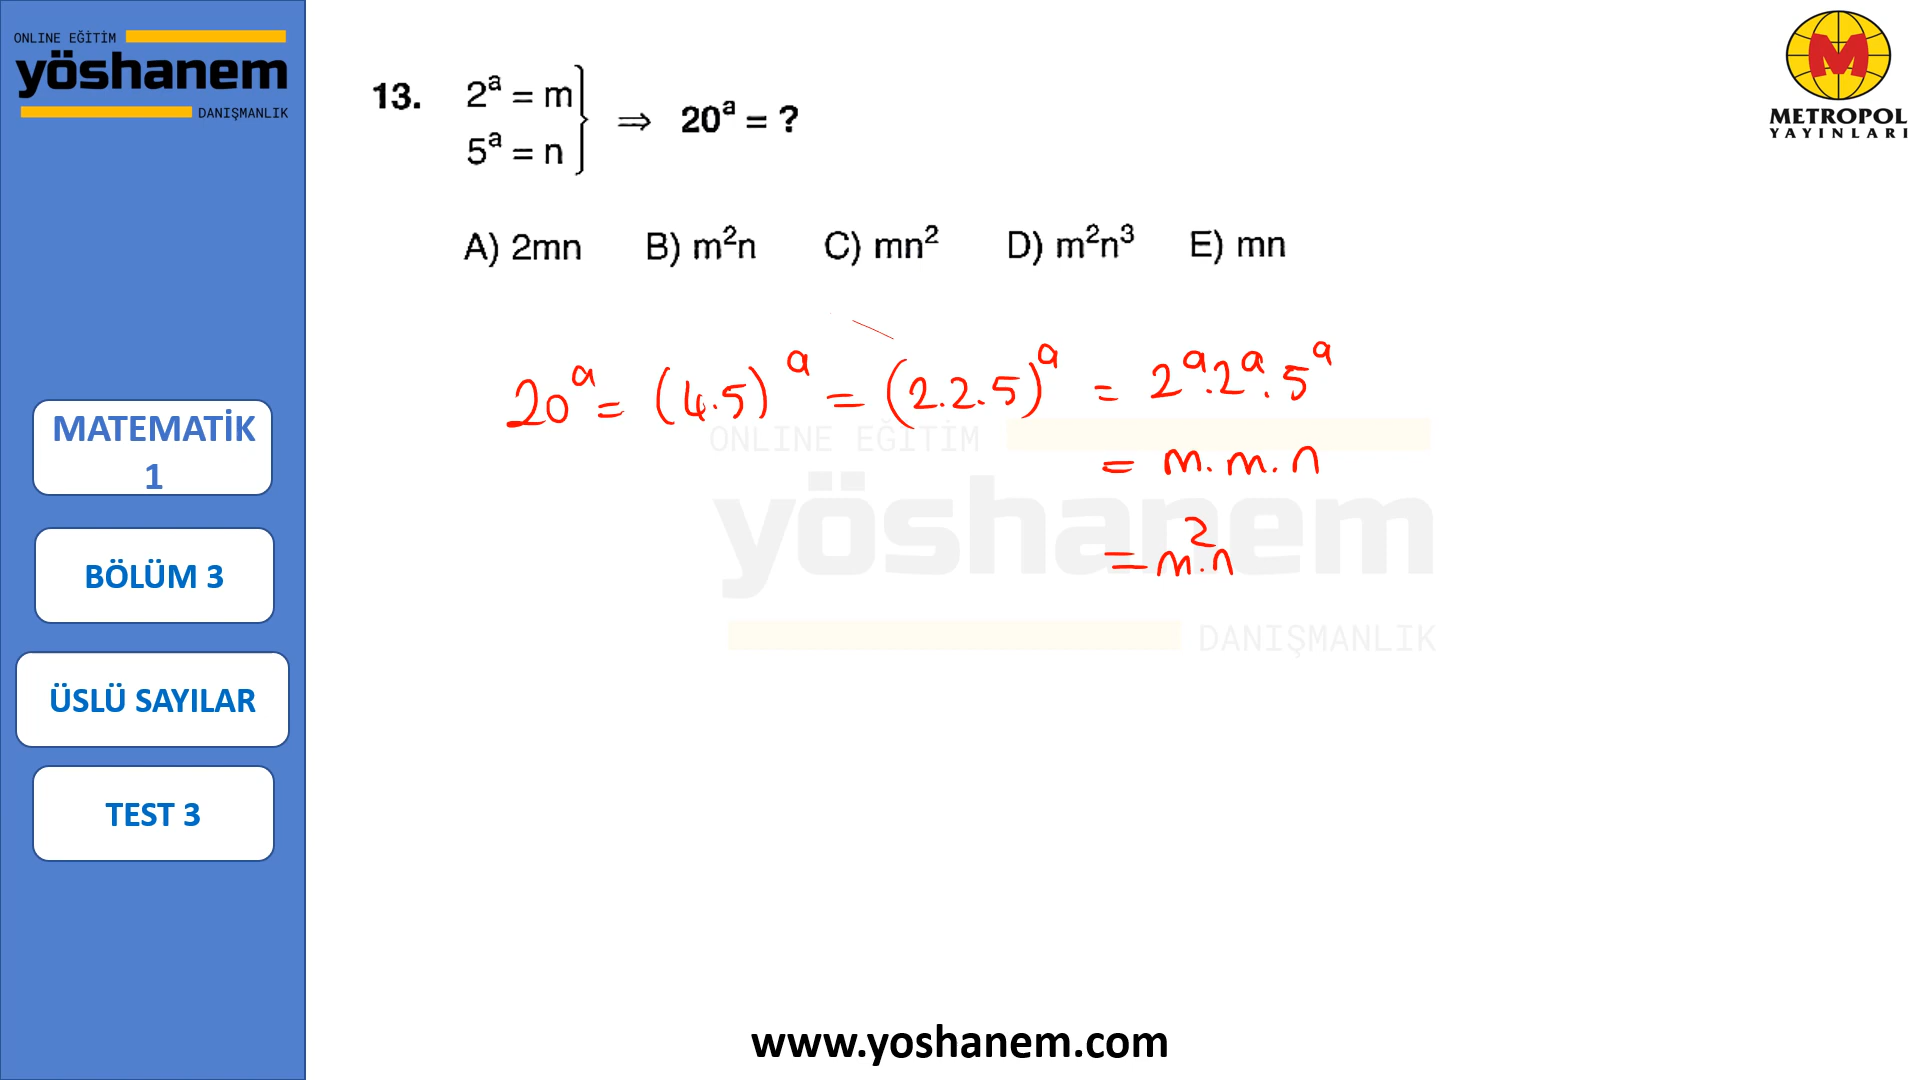 ONLINE EĞİTİM
yöshanem
DANIŞMANLIK
METROPOL
YAYINLARI
13. 2ᵃ = m
5ᵃ = n } ⇒ 20ᵃ = ?
A) 2mn B) m²n C) mn² D) m²n³ E) mn
20ᵃ = (4.5)ᵃ = (2.2.5)ᵃ = 2ᵃ.2ᵃ.5ᵃ
= m.m.n
= m².n
ONLINE EĞİTİM
yöshanem
DANIŞMANLIK
MATEMATİK
1
BÖLÜM 3
ÜSLÜ SAYILAR
TEST 3
www.yoshanem.com